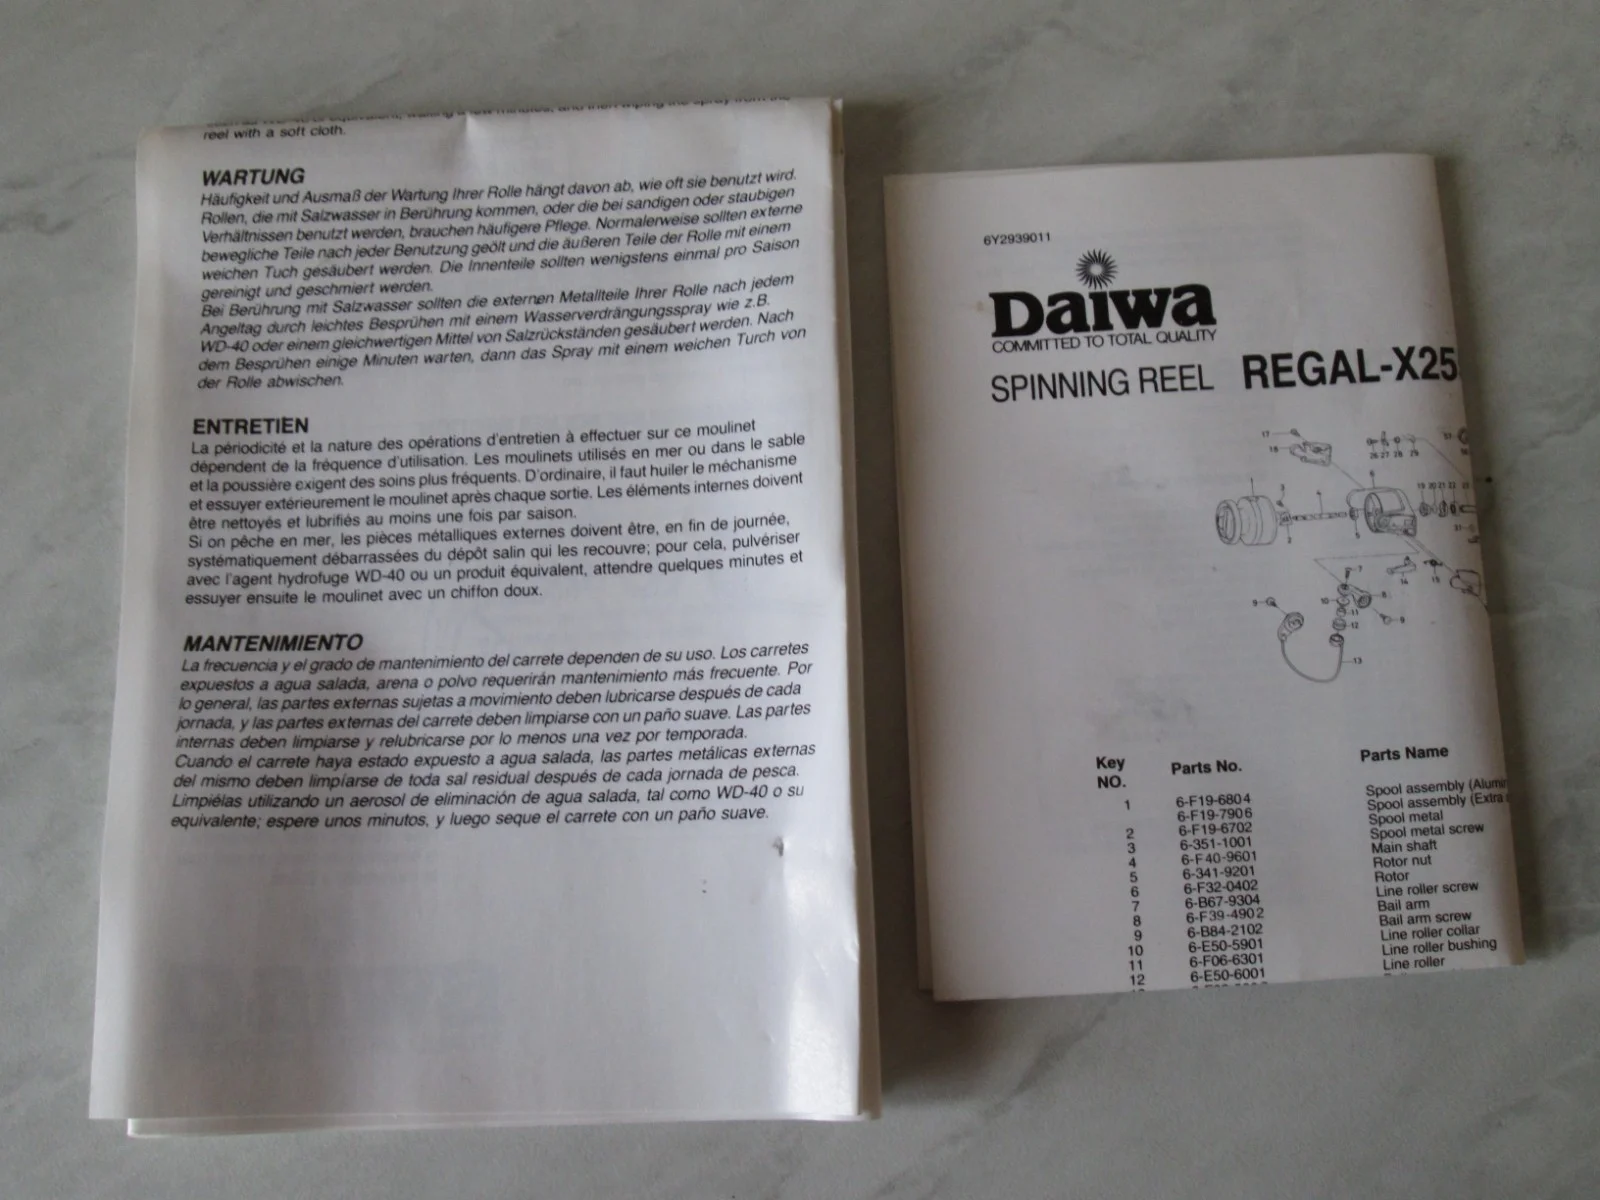 reel with a soft cloth.
WARTUNG
Häufigkeit und Ausmaß der Wartung Ihrer Rolle hängt davon ab, wie oft sie benutzt wird.
Rollen, die mit Salzwasser in Berührung kommen, oder die bei sandigen oder staubigen
Verhältnissen benutzt werden, brauchen häufigere Pflege. Normalerweise sollten externe
bewegliche Teile nach jeder Benutzung geölt und die äußeren Teile der Rolle mit einem
weichen Tuch gesäubert werden. Die Innenteile sollten wenigstens einmal pro Saison
gereinigt und geschmiert werden.
Bei Berührung mit Salzwasser sollten die externen Metallteile Ihrer Rolle nach jedem
Angeltag durch leichtes Besprühen mit einem Wasserverdrängungsspray wie z.B.
WD-40 oder einem gleichwertigen Mittel von Salzrückständen gesäubert werden. Nach
dem Besprühen einige Minuten warten, dann das Spray mit einem weichen Turch von
der Rolle abwischen.
ENTRETIEN
La périodicité et la nature des opérations d'entretien à effectuer sur ce moulinet
dépendent de la fréquence d'utilisation. Les moulinets utilisés en mer ou dans le sable
et la poussière exigent des soins plus fréquents. D'ordinaire, il faut huiler le méchanisme
et essuyer extérieurement le moulinet après chaque sortie. Les éléments internes doivent
être nettoyés et lubrifiés au moins une fois par saison.
Si on pêche en mer, les pièces métalliques externes doivent être, en fin de journée,
systématiquement débarrassées du dépôt salin qui les recouvre; pour cela, pulvériser
avec l'agent hydrofuge WD-40 ou un produit équivalent, attendre quelques minutes et
essuyer ensuite le moulinet avec un chiffon doux.
MANTENIMIENTO
La frecuencia y el grado de mantenimiento del carrete dependen de su uso. Los carretes
expuestos a agua salada, arena o polvo requerirán mantenimiento más frecuente. Por
lo general, las partes externas sujetas a movimiento deben lubricarse después de cada
jornada, y las partes externas del carrete deben limpiarse con un paño suave. Las partes
internas deben limpiarse y relubricarse por lo menos una vez por temporada.
Cuando el carrete haya estado expuesto a agua salada, las partes metálicas externas
del mismo deben limpíarse de toda sal residual después de cada jornada de pesca.
Limpiélas utilizando un aerosol de eliminación de agua salada, tal como WD-40 o su
equivalente; espere unos minutos, y luego seque el carrete con un paño suave.
6Y2939011
Daiwa
COMMITTED TO TOTAL QUALITY
SPINNING REEL REGAL-X25
Key NO. Parts No. Parts Name
1 6-F19-6804 Spool assembly
6-F19-7906 Spool assembly (Extra
2 6-F19-6702 Spool metal
3 6-351-1001 Spool metal screw
4 6-F40-9601 Main shaft
5 6-341-9201 Rotor nut
6 6-F32-0402 Rotor
7 6-B67-9304 Line roller screw
8 6-F39-4902 Bail arm
9 6-B84-2102 Bail arm screw
10 6-E50-5901 Line roller collar
11 6-F06-6301 Line roller bushing
12 6-E50-6001 Line roller